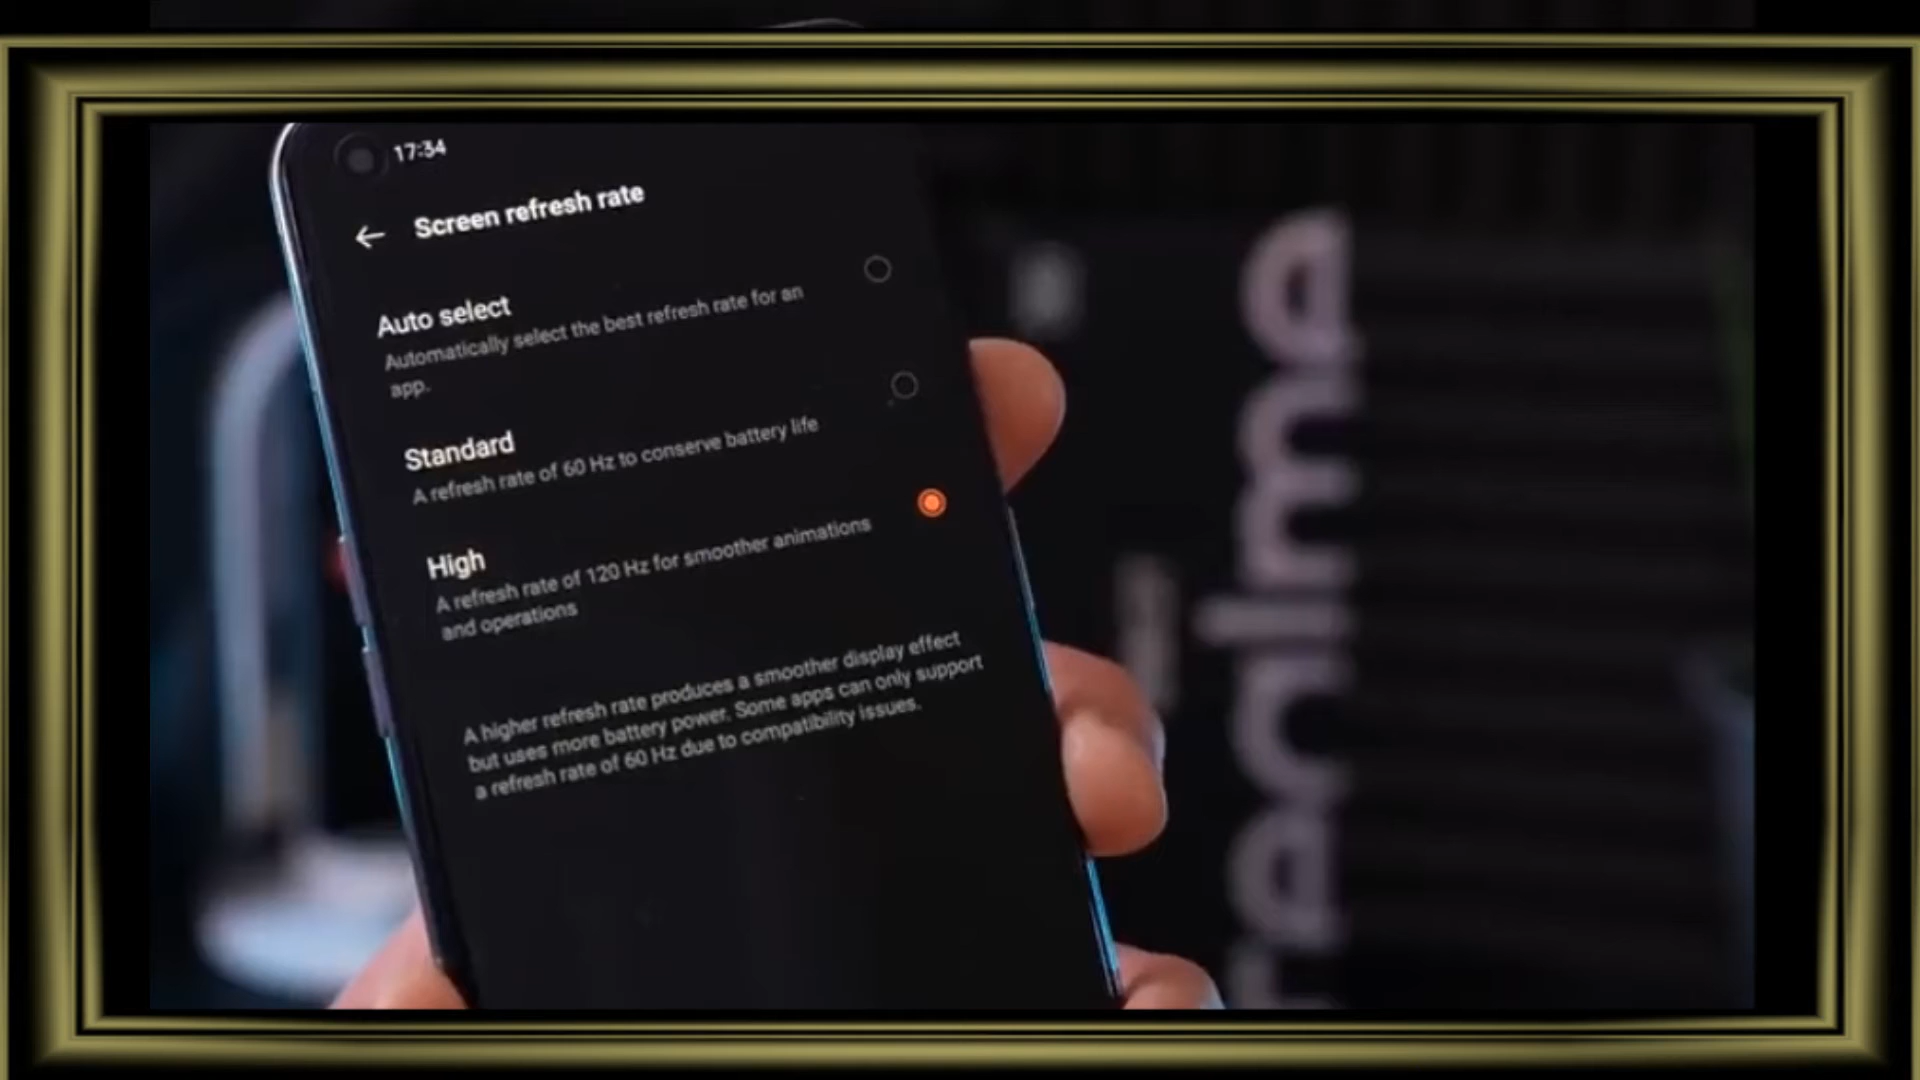 17:34
Screen refresh rate
Auto select
Automatically select the best refresh rate for an
app.
Standard
A refresh rate of 60 Hz to conserve battery life
High
A refresh rate of 120 Hz for smoother animations
and operations
A higher refresh rate produces a smoother display effect
but uses more battery power. Some apps can only support
a refresh rate of 60 Hz due to compatibility issues.
realme